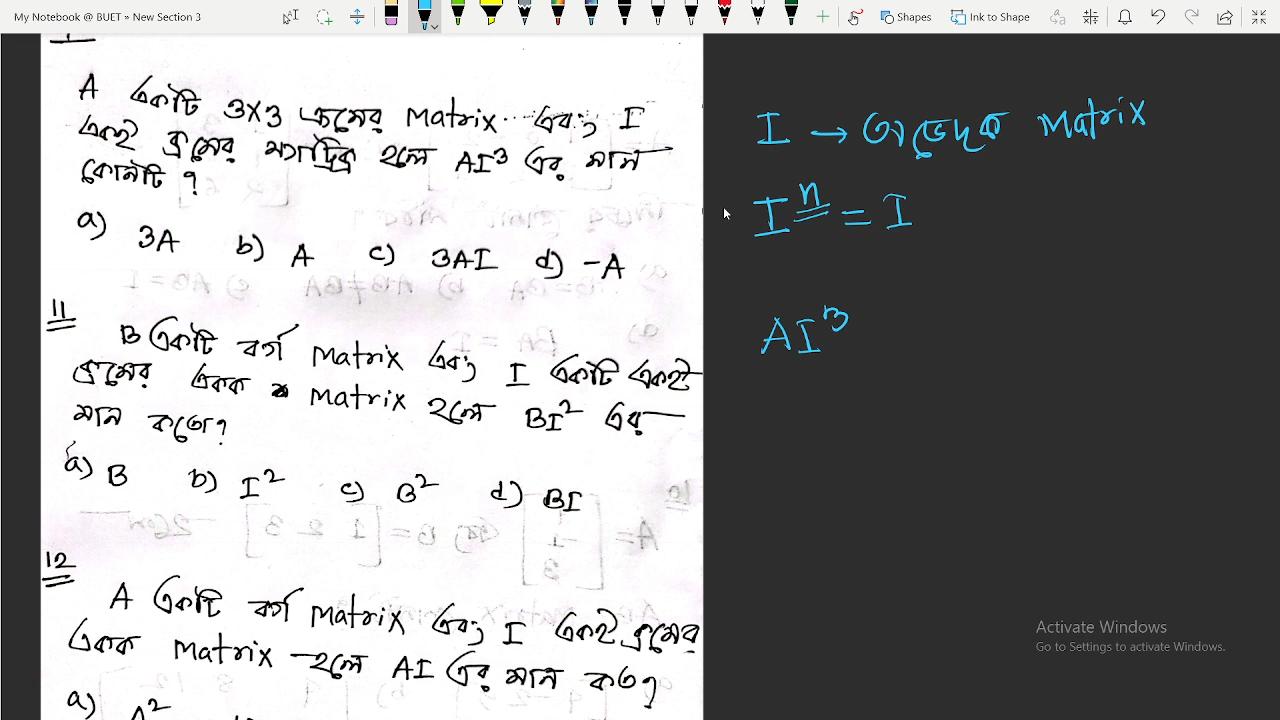 My Notebook @ BUET » New Section 3
Shapes
Ink to Shape
A একটি 3x3 ক্রমের Matrix এবং I
একই ক্রমের ম্যাট্রিক্স হলে AI³ এর মান
কোনটি ?
a) 3A b) A c) 3AI d) -A
11
B একটি বর্গ Matrix এবং I একটি একই
ক্রমের একক Matrix হলে BI² এর
মান কতো?
a) B b) I² c) B² d) BI
12
A একটি বর্গ Matrix এবং I একই ক্রমের
একক Matrix হলে AI এর মান কত?
a) A²
I → অভেদক Matrix
Iⁿ = I
AI³
Activate Windows
Go to Settings to activate Windows.